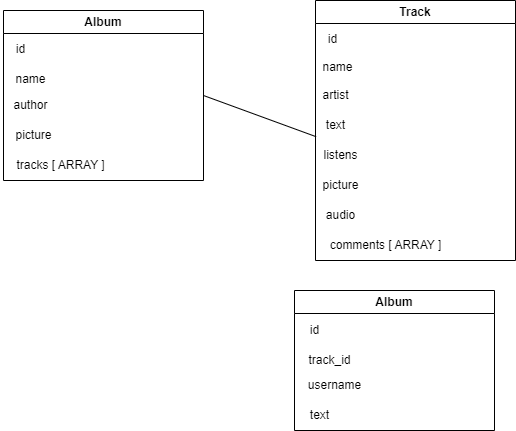 Album
id
name
author
picture
tracks [ ARRAY ]
Track
id
name
artist
text
listens
picture
audio
comments [ ARRAY ]
Album
id
track_id
username
text